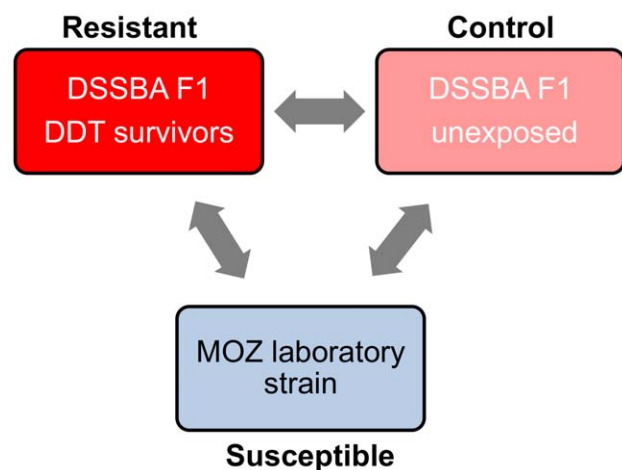 Resistant
Control
DSSBA F1
DDT survivors
DSSBA F1
unexposed
MOZ laboratory
strain
Susceptible